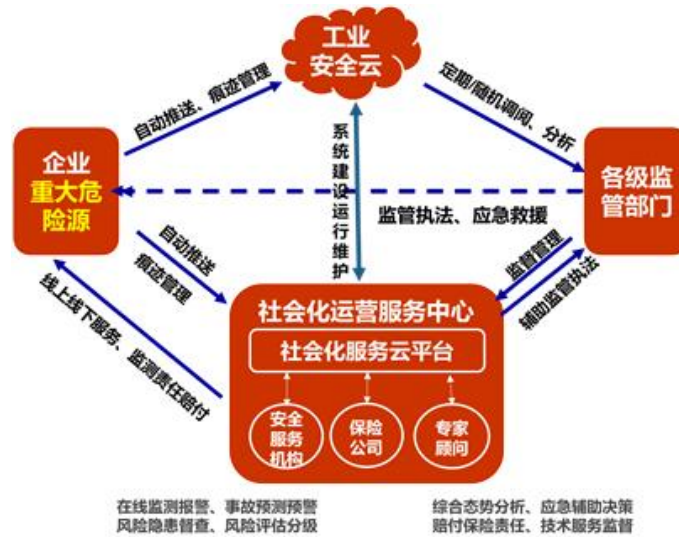 工业
安全云
自动推送、痕迹管理
定期/随机调阅、分析
系统建设运行维护
企业
重大危
险源
各级监
管部门
监管执法、应急救援
自动推送
痕迹管理
监督管理
辅助监管执法
线上线下服务、监测责任赔付
社会化运营服务中心
社会化服务云平台
安全
服务
机构
保险
公司
专家
顾问
在线监测报警、事故预测预警
风险隐患督查、风险评估分级
综合态势分析、应急辅助决策
赔付保险责任、技术服务监督